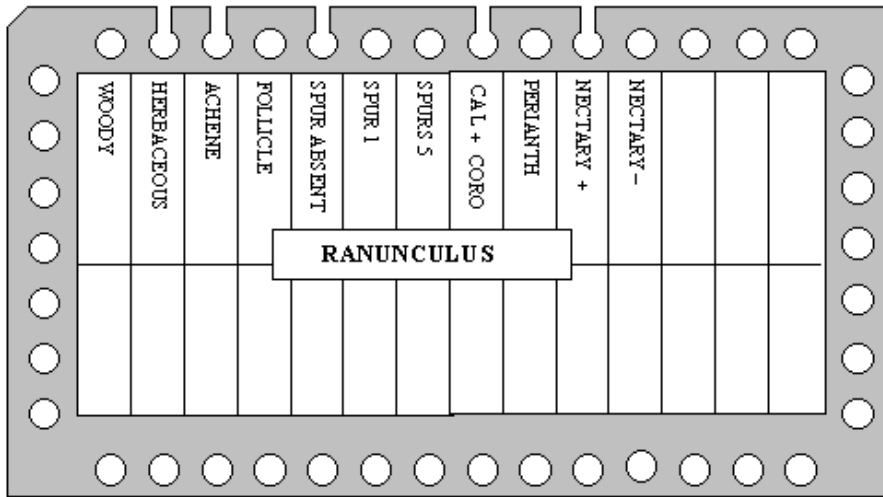 WOODY
HERBACEOUS
ACHENE
FOLLICLE
SPUR ABSENT
SPUR 1
SPURS 5
CAL + CORO
PERIANTH
NECTARY +
NECTARY -
RANUNCULUS